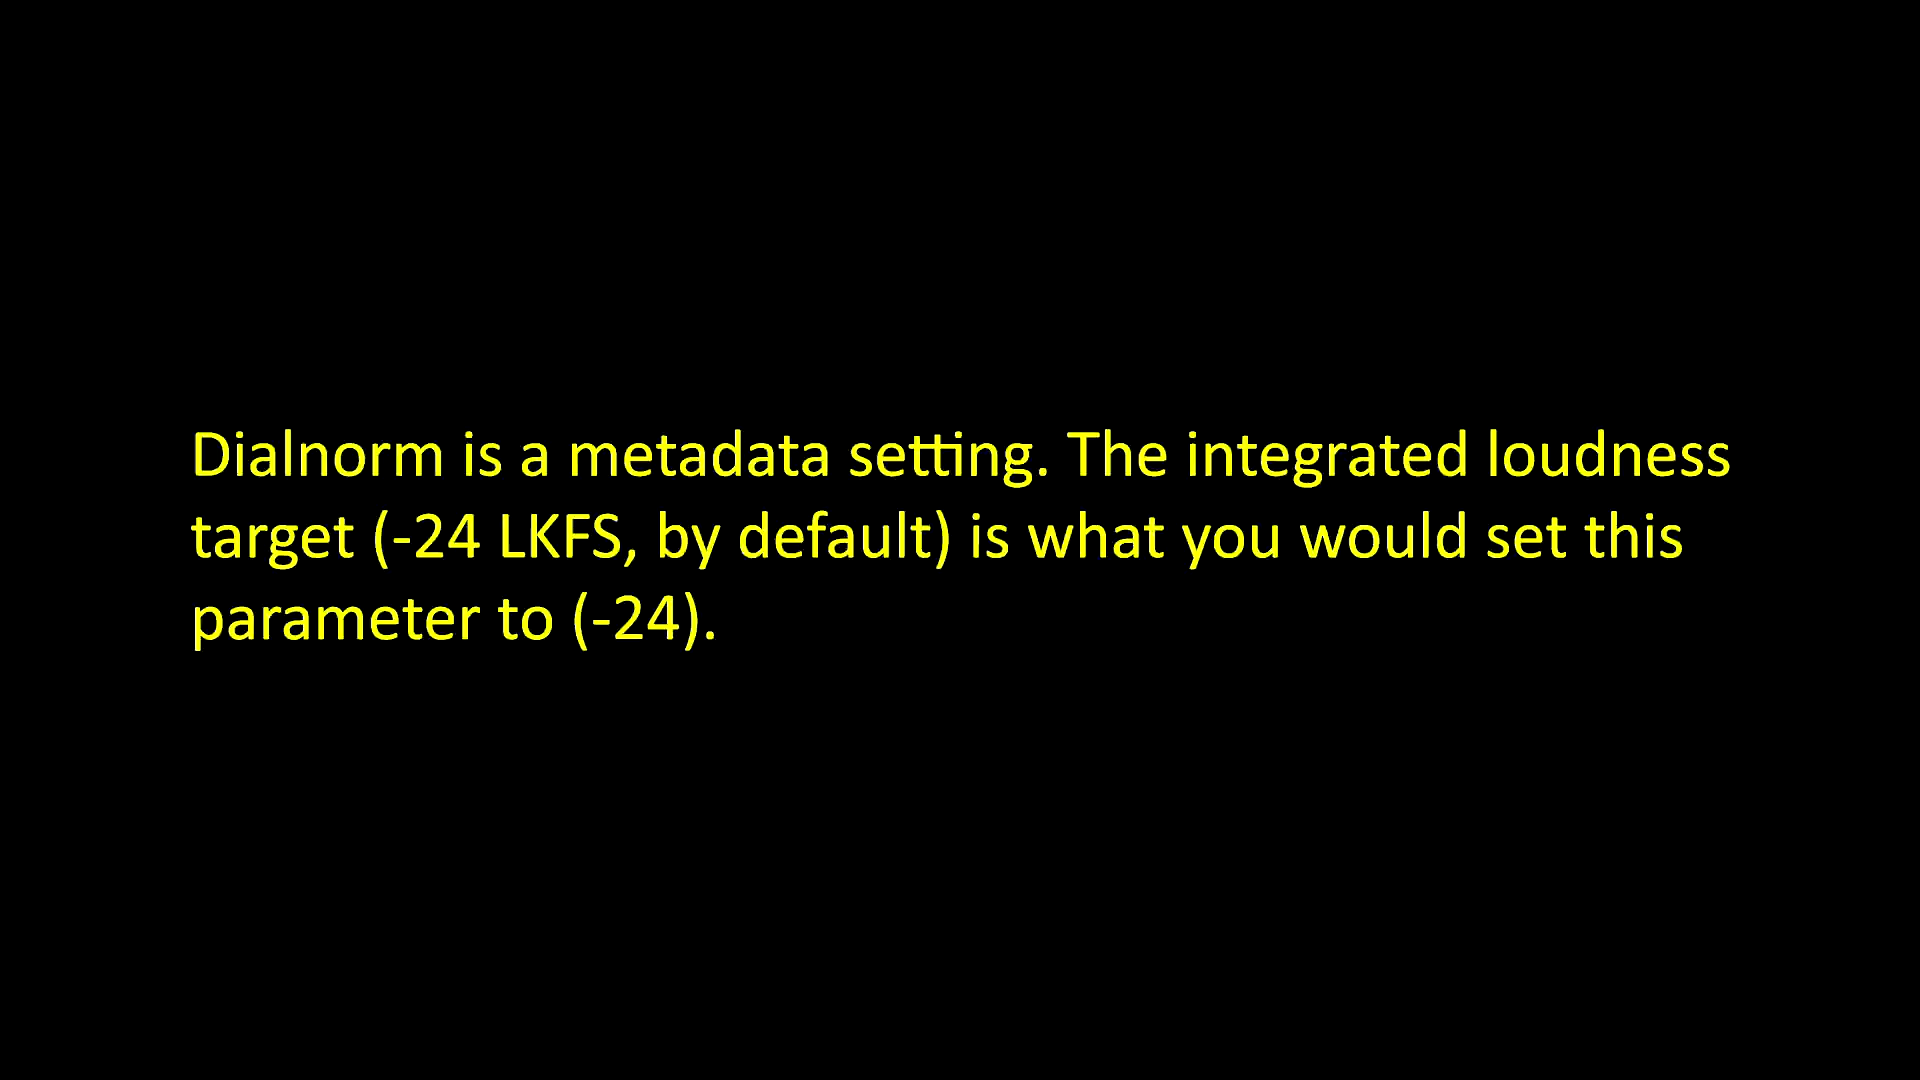 Dialnorm is a metadata setting. The integrated loudness
target (-24 LKFS, by default) is what you would set this
parameter to (-24).